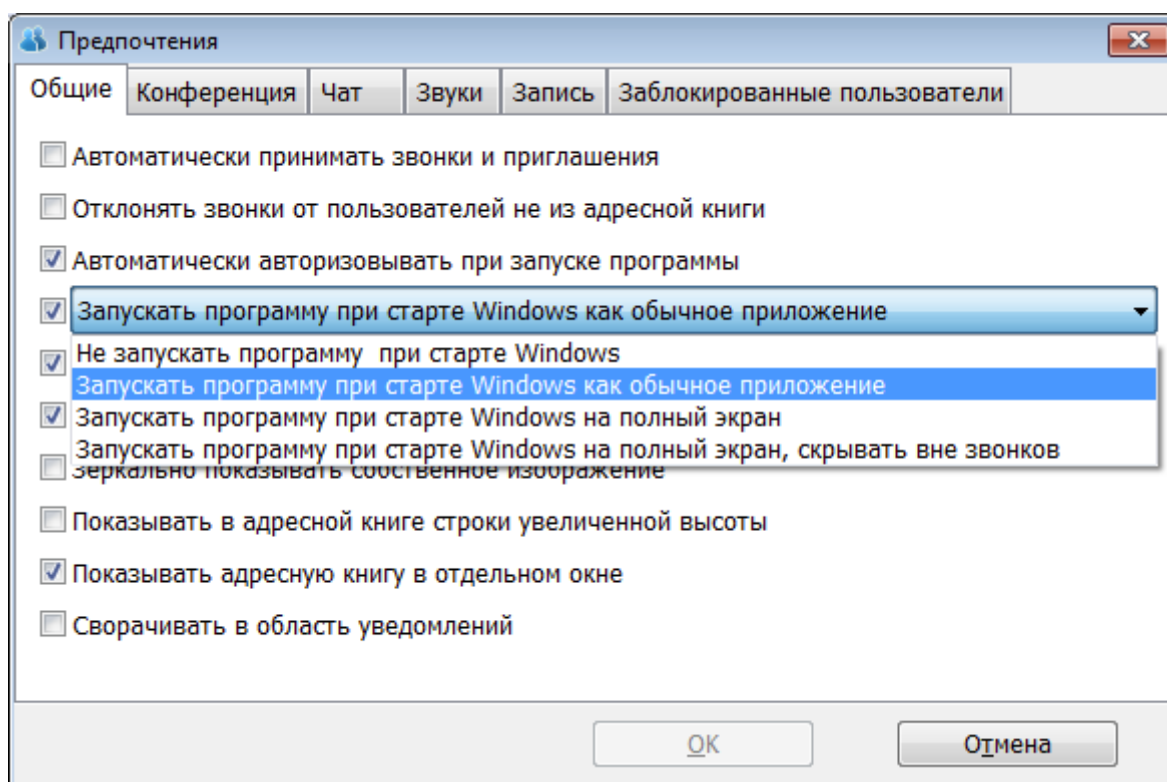 Предпочтения
Общие Конференция Чат Звуки Запись Заблокированные пользователи
Автоматически принимать звонки и приглашения
Отклонять звонки от пользователей не из адресной книги
Автоматически авторизовывать при запуске программы
Запускать программу при старте Windows как обычное приложение
Не запускать программу при старте Windows
Запускать программу при старте Windows как обычное приложение
Запускать программу при старте Windows на полный экран
Запускать программу при старте Windows на полный экран, скрывать вне звонков
Зеркально показывать собственное изображение
Показывать в адресной книге строки увеличенной высоты
Показывать адресную книгу в отдельном окне
Сворачивать в область уведомлений
OK Отмена